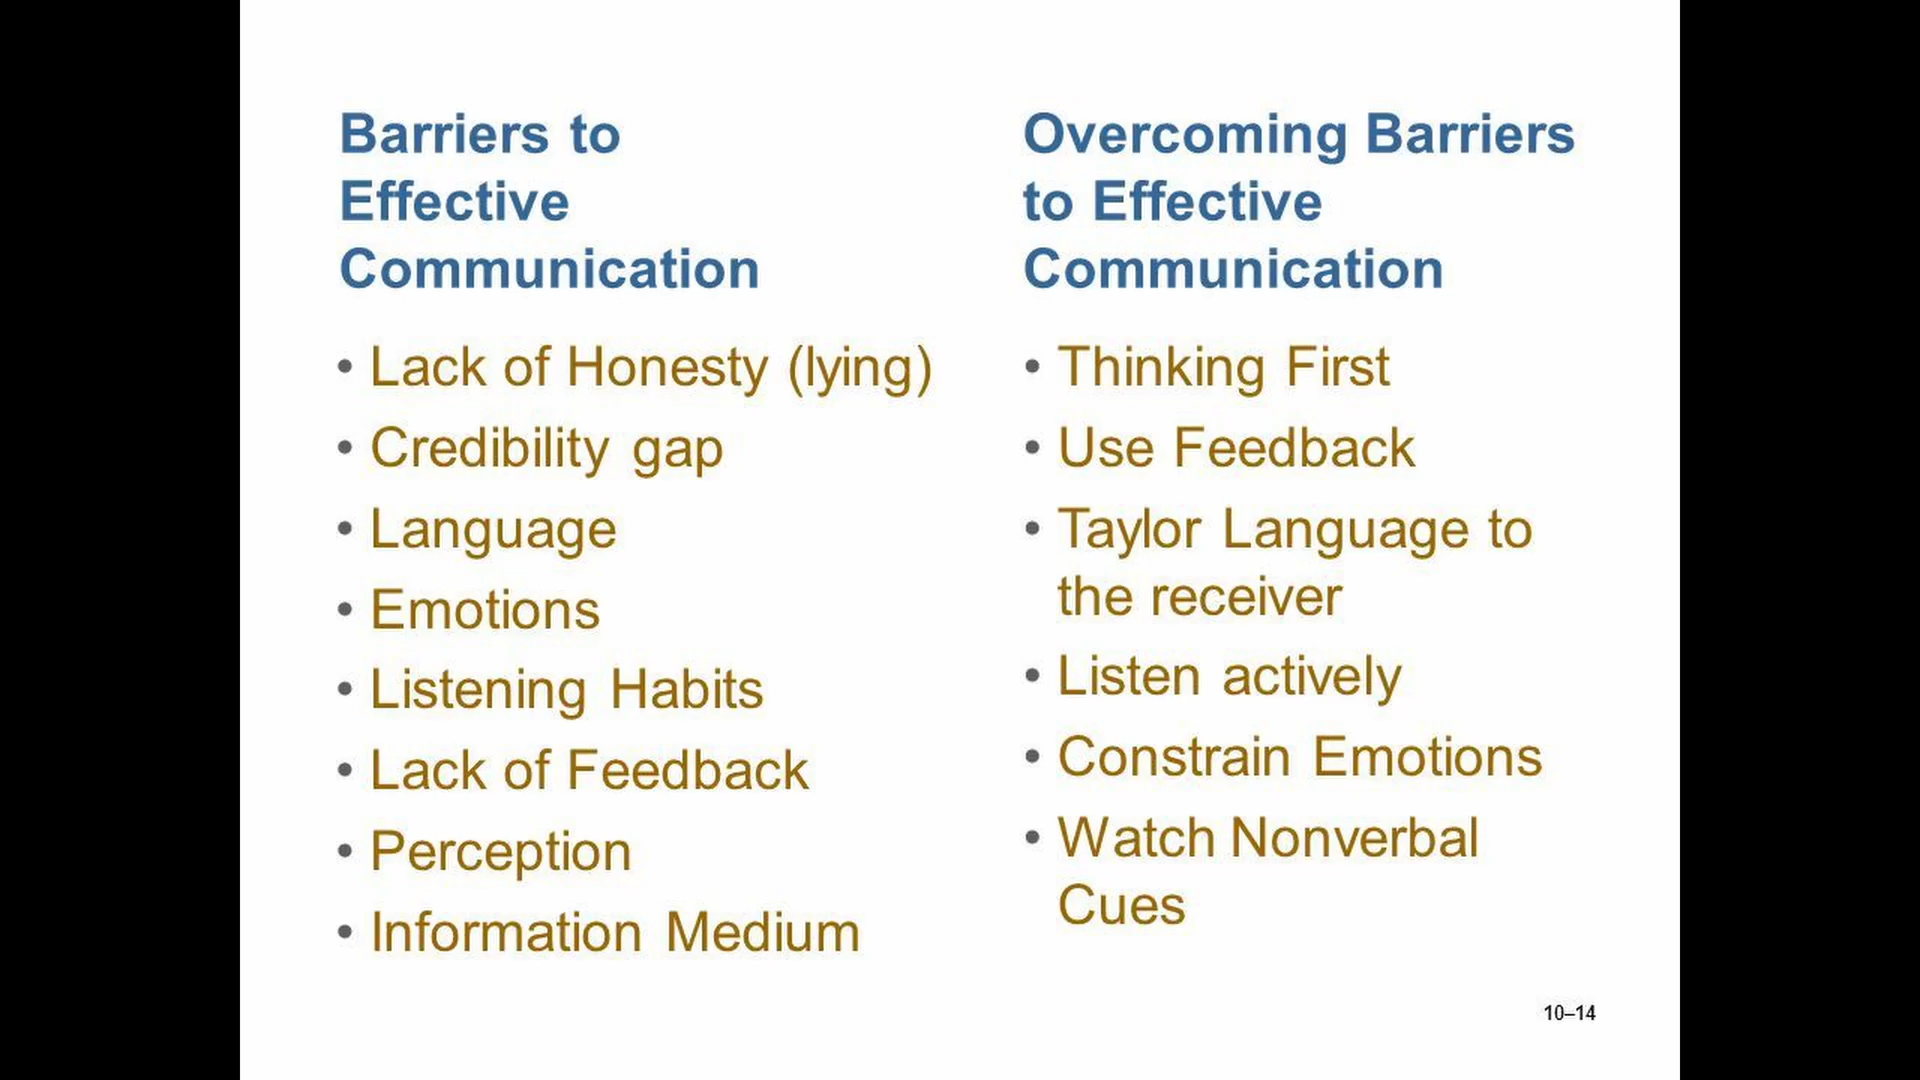 Barriers to
Effective
Communication
• Lack of Honesty (lying)
• Credibility gap
• Language
• Emotions
• Listening Habits
• Lack of Feedback
• Perception
• Information Medium
Overcoming Barriers
to Effective
Communication
• Thinking First
• Use Feedback
• Taylor Language to
the receiver
• Listen actively
• Constrain Emotions
• Watch Nonverbal
Cues
10–14